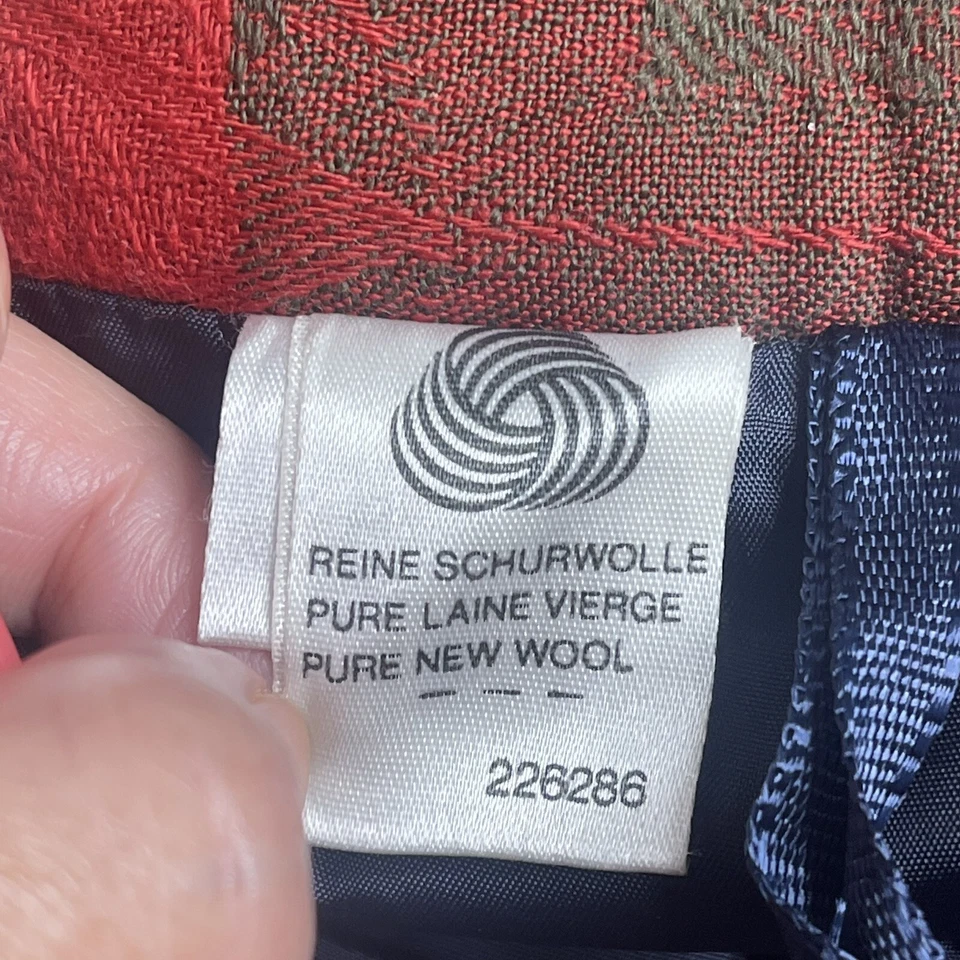 REINE SCHURWOLLE
PURE LAINE VIERGE
PURE NEW WOOL
— — —
226286